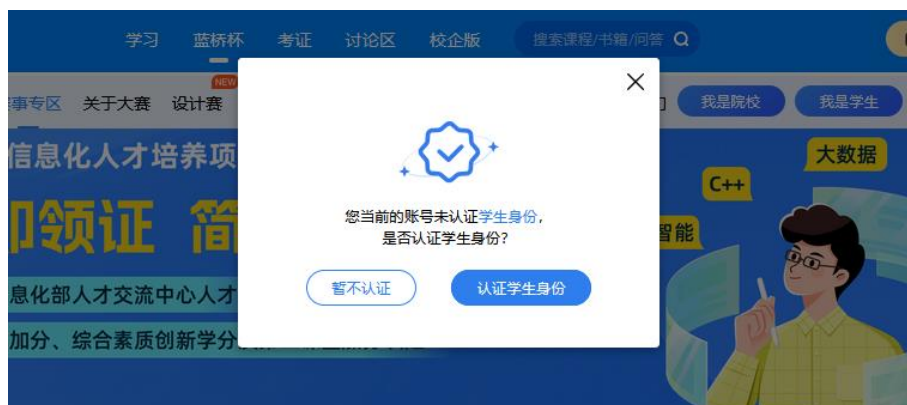 学习 蓝桥杯 考证 讨论区 校企版 搜索课程/书籍/问答
事专区 关于大赛 设计赛 NEW 我是院校 我是学生
信息化人才培养项
大数据
C++
即领证 简
智能
您当前的账号未认证学生身份，
是否认证学生身份？
暂不认证 认证学生身份
息化部人才交流中心人才
加分、综合素质创新学分